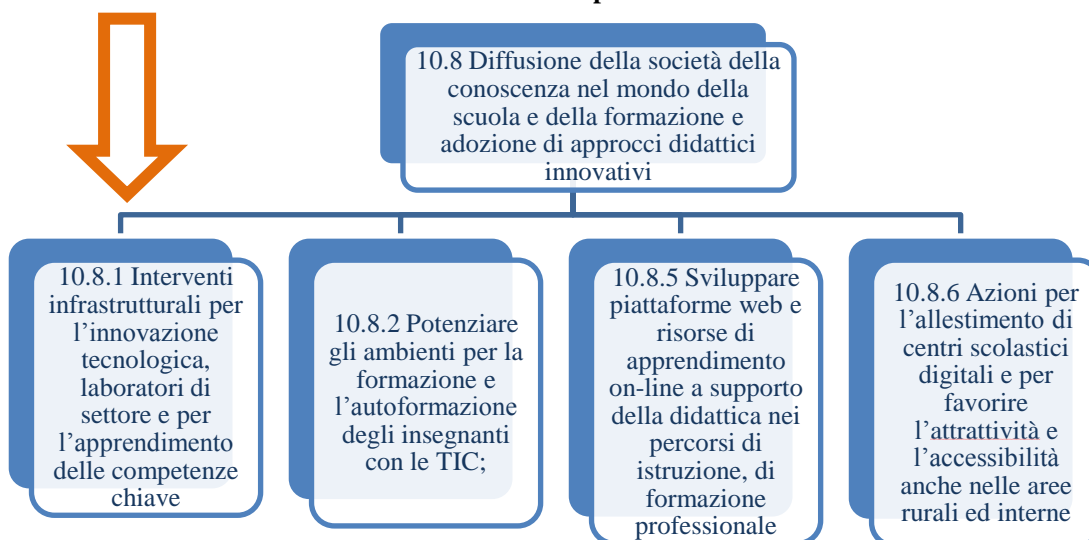 10.8 Diffusione della società della
conoscenza nel mondo della
scuola e della formazione e
adozione di approcci didattici
innovativi
10.8.1 Interventi
infrastrutturali per
l’innovazione
tecnologica,
laboratori di
settore e per
l’apprendimento
delle competenze
chiave
10.8.2 Potenziare
gli ambienti per la
formazione e
l’autoformazione
degli insegnanti
con le TIC;
10.8.5 Sviluppare
piattaforme web e
risorse di
apprendimento
on-line a supporto
della didattica nei
percorsi di
istruzione, di
formazione
professionale
10.8.6 Azioni per
l’allestimento di
centri scolastici
digitali e per
favorire
l’attrattività e
l’accessibilità
anche nelle aree
rurali ed interne